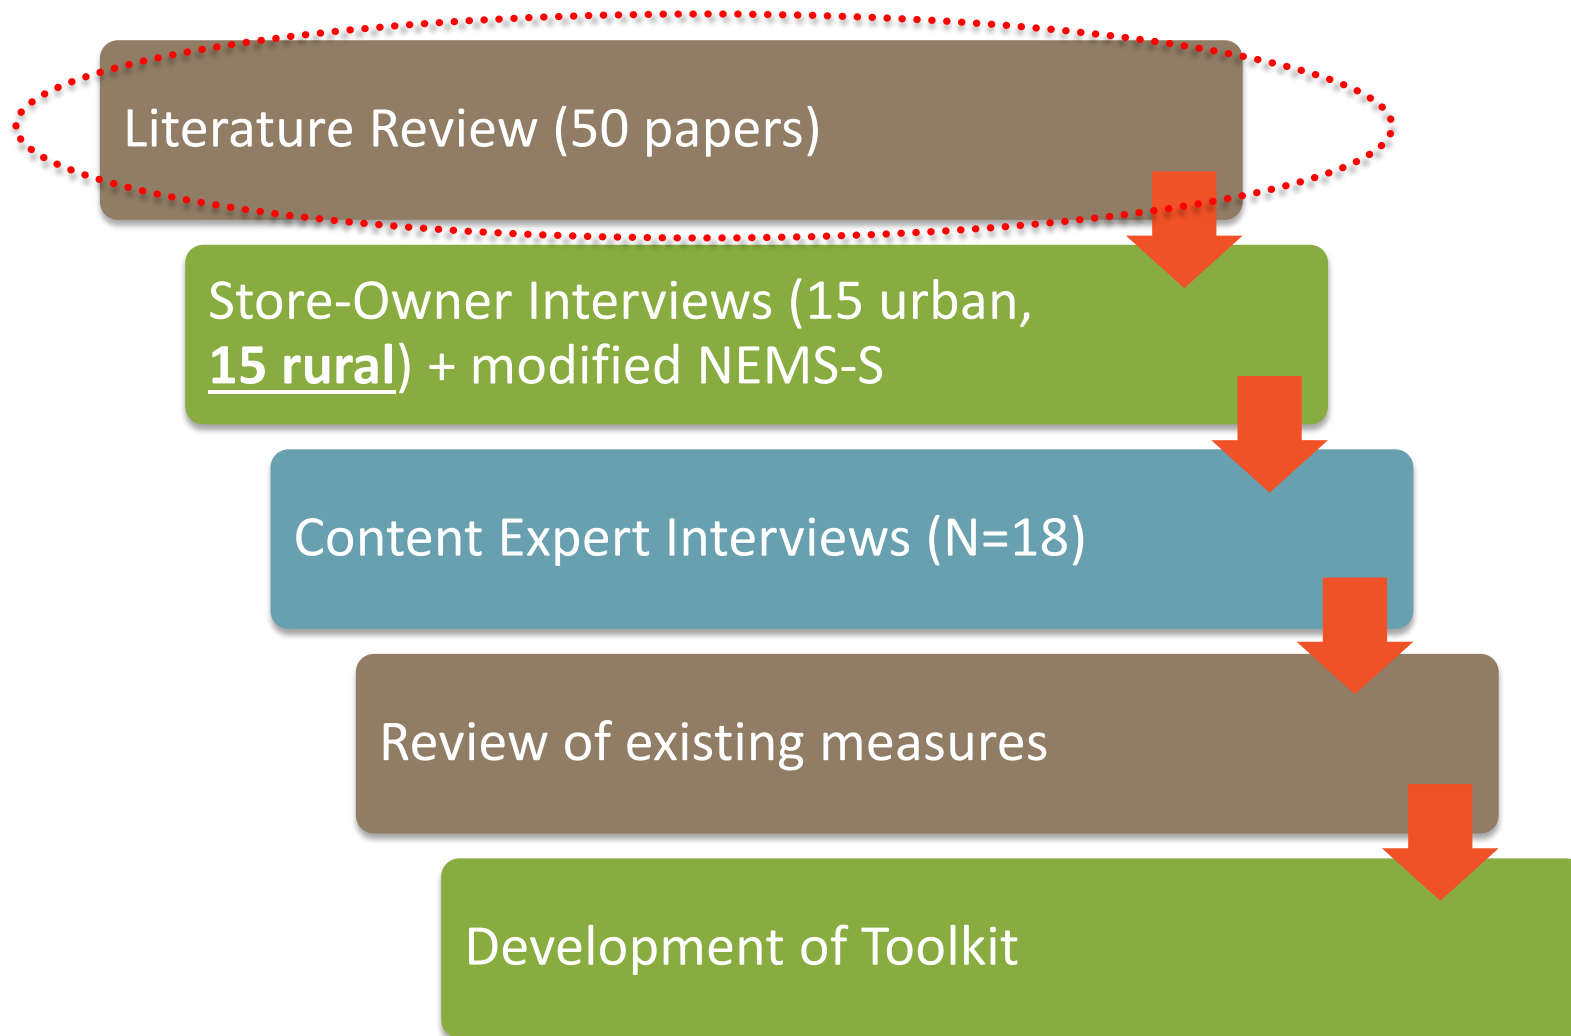 Literature Review (50 papers)
Store-Owner Interviews (15 urban,
15 rural) + modified NEMS-S
Content Expert Interviews (N=18)
Review of existing measures
Development of Toolkit